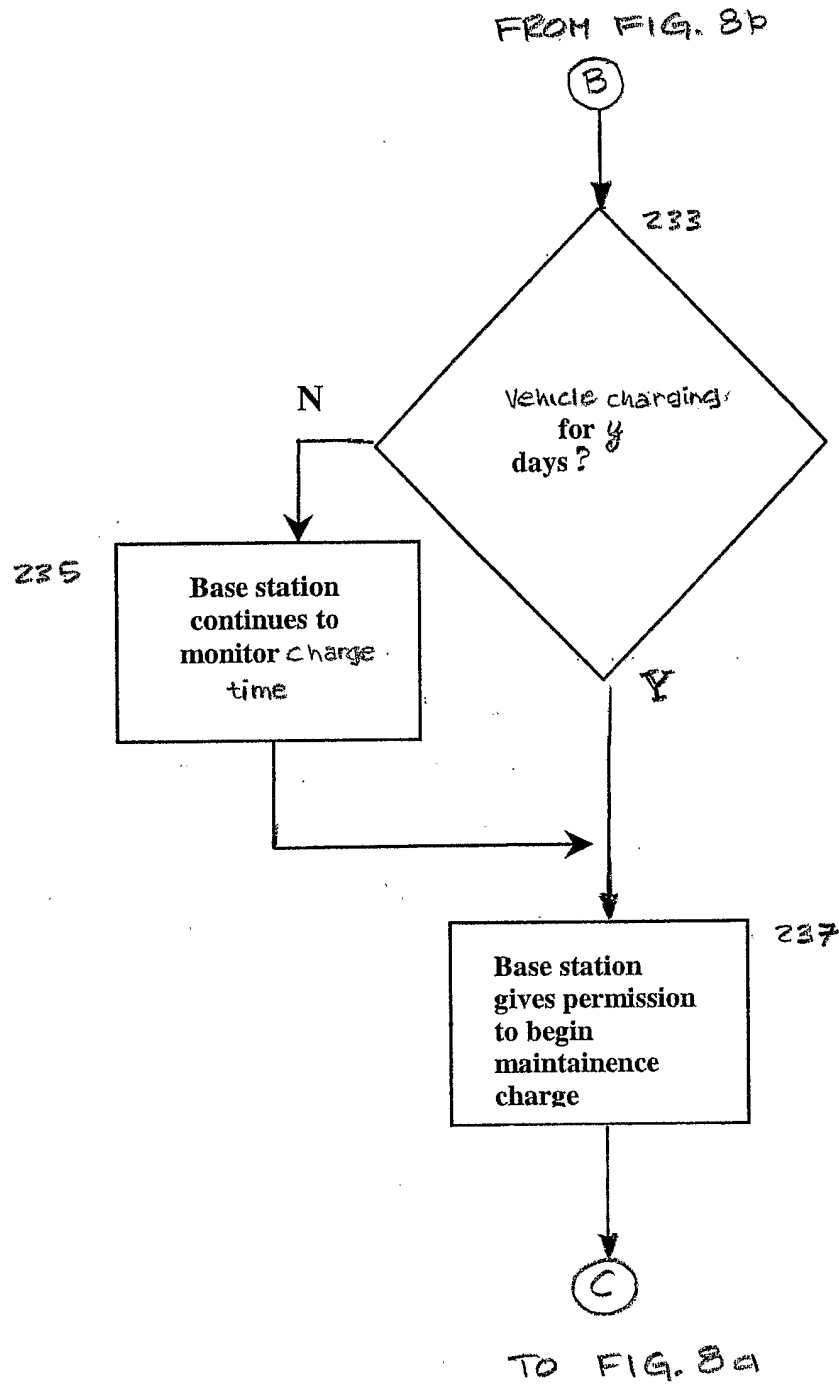 FROM FIG. 8b
B
233
Vehicle charging
for y
days?
N
235
Base station
continues to
monitor charge
time
Y
237
Base station
gives permission
to begin
maintainence
charge
C
TO FIG. 8a